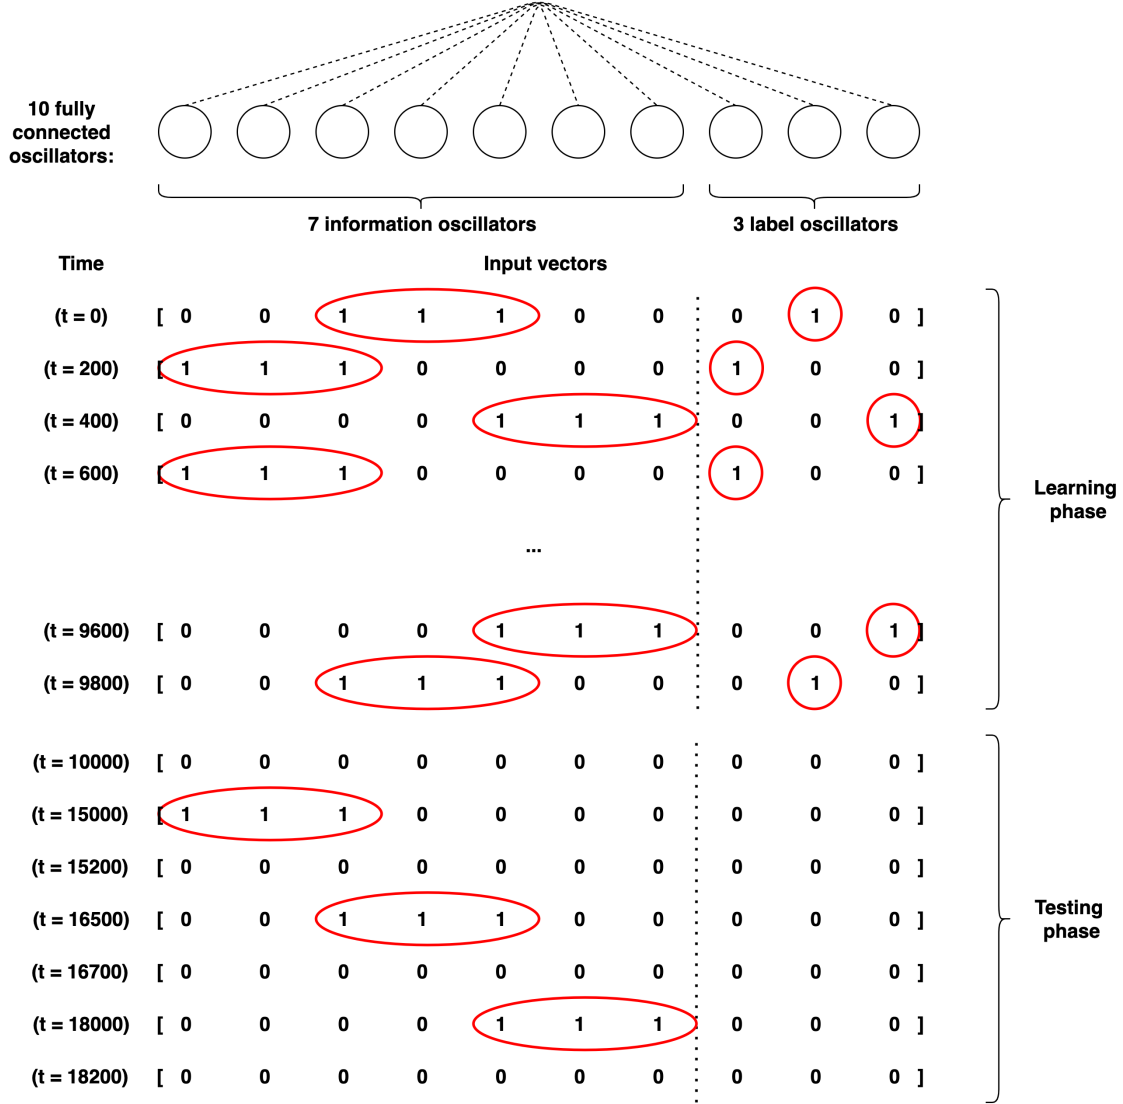 10 fully
connected
oscillators:
7 information oscillators 3 label oscillators
Time Input vectors
(t = 0) [ 0 0 1 1 1 0 0 0 1 0 ]
(t = 200) [ 1 1 1 0 0 0 0 1 0 0 ]
(t = 400) [ 0 0 0 0 1 1 1 0 0 1 ]
(t = 600) [ 1 1 1 0 0 0 0 1 0 0 ]
Learning
phase
...
(t = 9600) [ 0 0 0 0 1 1 1 0 0 1 ]
(t = 9800) [ 0 0 1 1 1 0 0 0 1 0 ]
(t = 10000) [ 0 0 0 0 0 0 0 0 0 0 ]
(t = 15000) [ 1 1 1 0 0 0 0 0 0 0 ]
(t = 15200) [ 0 0 0 0 0 0 0 0 0 0 ]
(t = 16500) [ 0 0 1 1 1 0 0 0 0 0 ]
Testing
phase
(t = 16700) [ 0 0 0 0 0 0 0 0 0 0 ]
(t = 18000) [ 0 0 0 0 1 1 1 0 0 0 ]
(t = 18200) [ 0 0 0 0 0 0 0 0 0 0 ]